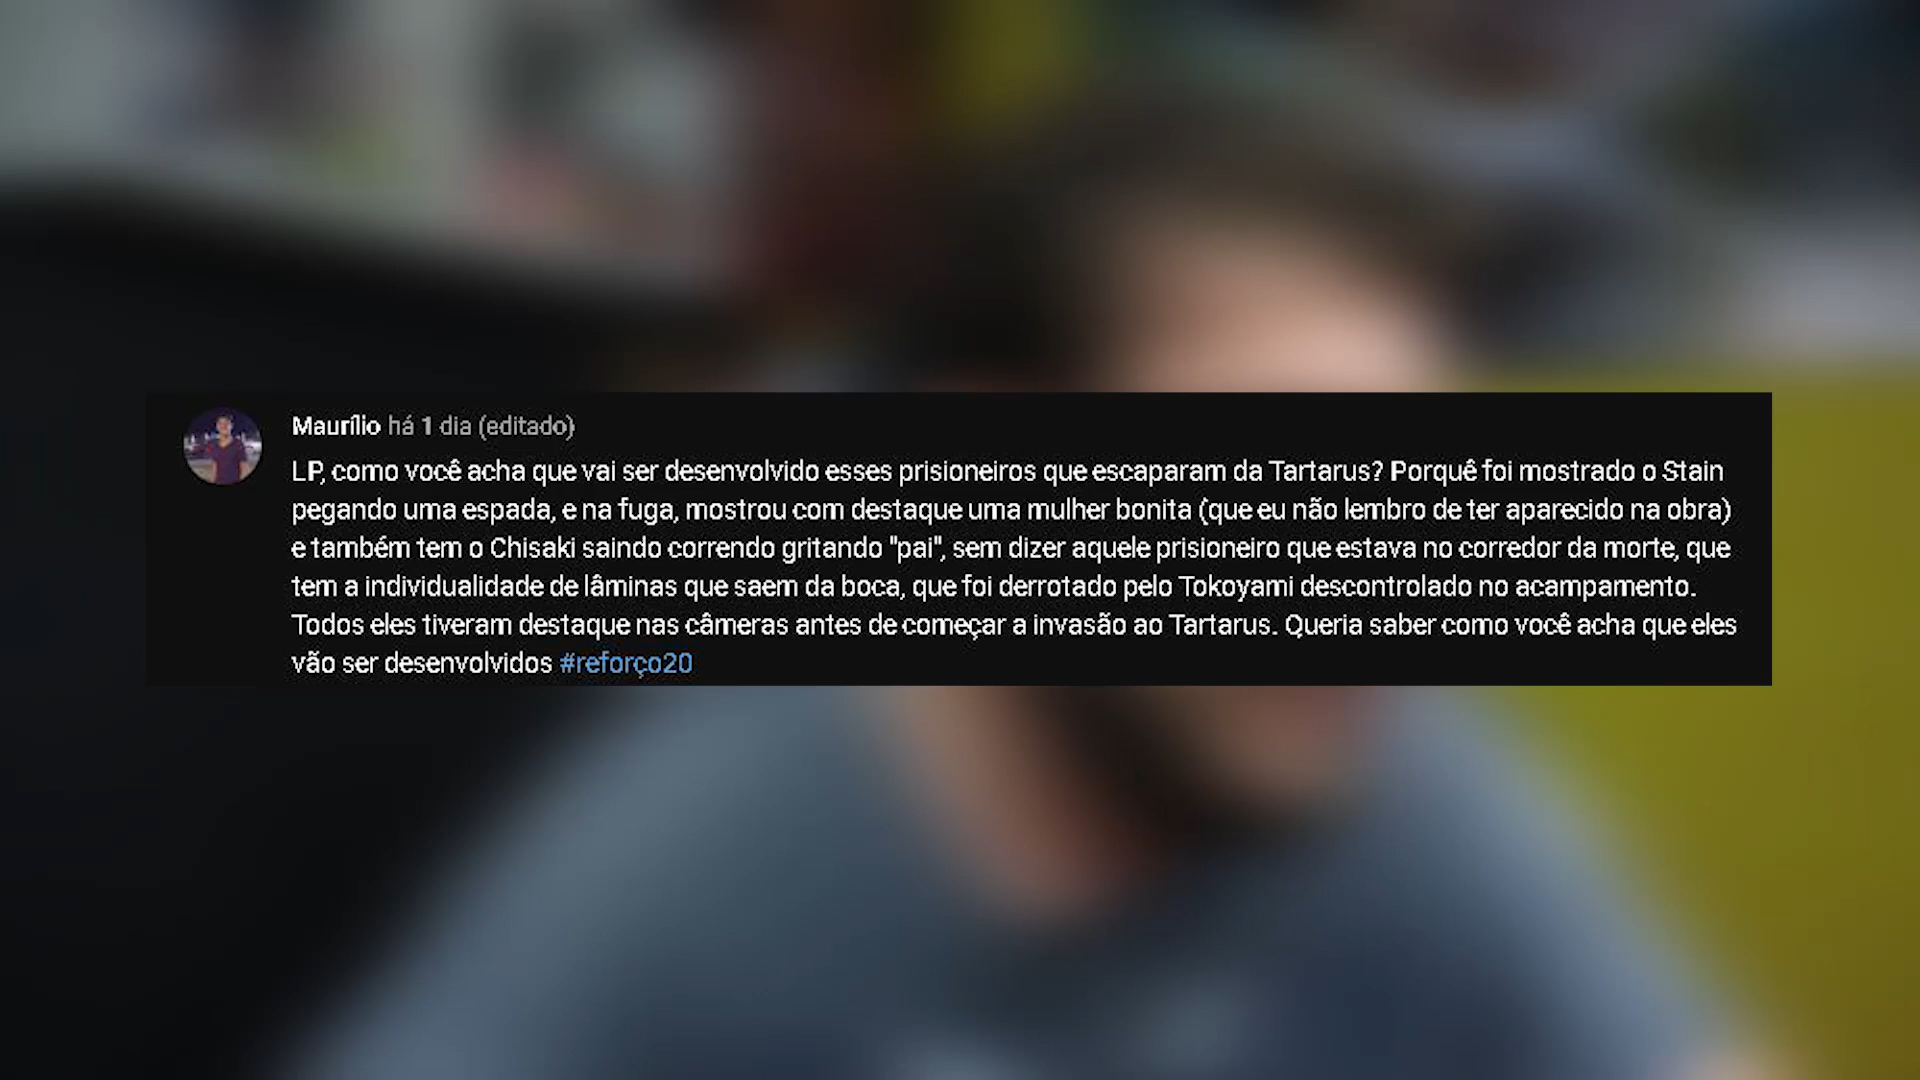 Maurílio há 1 dia (editado)
LP, como você acha que vai ser desenvolvido esses prisioneiros que escaparam da Tartarus? Porquê foi mostrado o Stain
pegando uma espada, e na fuga, mostrou com destaque uma mulher bonita (que eu não lembro de ter aparecido na obra)
e também tem o Chisaki saindo correndo gritando "pai", sem dizer aquele prisioneiro que estava no corredor da morte, que
tem a individualidade de lâminas que saem da boca, que foi derrotado pelo Tokoyami descontrolado no acampamento.
Todos eles tiveram destaque nas câmeras antes de começar a invasão ao Tartarus. Queria saber como você acha que eles
vão ser desenvolvidos #reforço20